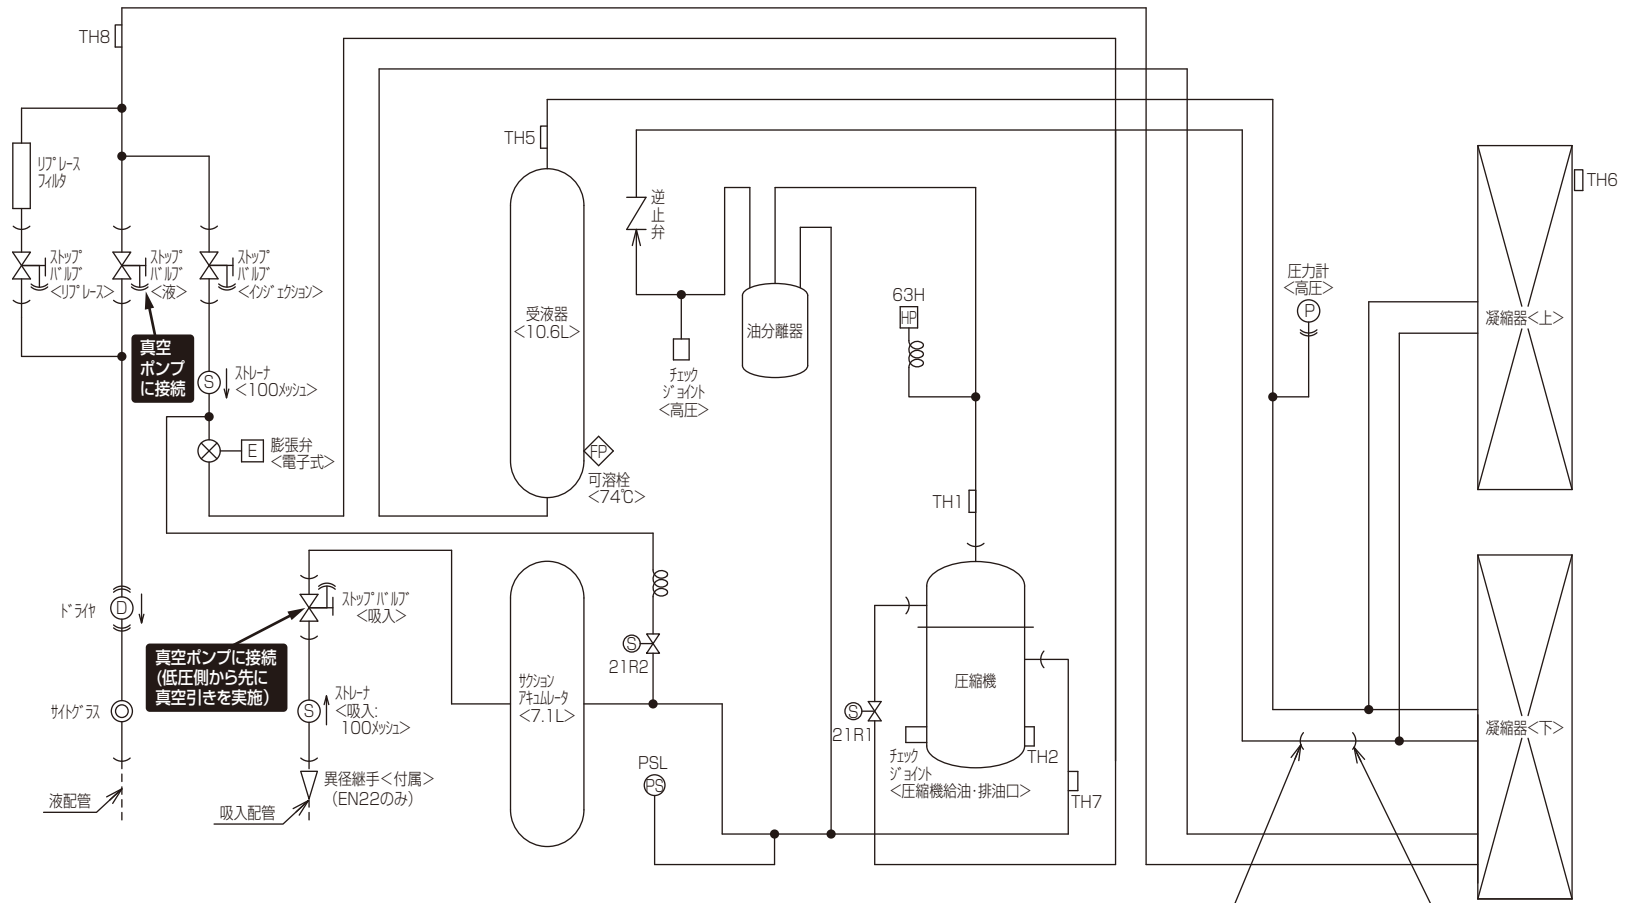 TH8
リプレース
フィルタ
ストップ
バルブ
<リプレース>
ストップ
バルブ
<液>
ストップ
バルブ
<インジェクション>
真空
ポンプ
に接続
S
ストレーナ
<100メッシュ>
E
膨張弁
<電子式>
TH5
受液器
<10.6L>
FP
可溶栓
<74℃>
逆
止
弁
チェック
ジョイント
<高圧>
油分離器
63H
HP
TH1
圧力計
<高圧>
P
凝縮器<上>
TH6
ドライヤ
D
サイトグラス
液配管
ストップバルブ
<吸入>
真空ポンプに接続
(低圧側から先に
真空引きを実施)
S
ストレーナ
<吸入:
100メッシュ>
異径継手<付属>
(EN22のみ)
吸入配管
サクション
アキュムレータ
<7.1L>
S
21R2
PSL
PS
圧縮機
S
21R1
チェック
ジョイント
<圧縮機給油・排油口>
TH2
TH7
凝縮器<下>